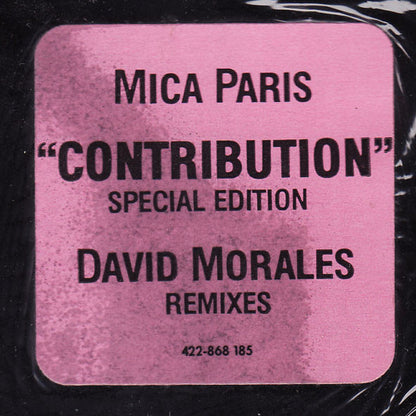 MICA PARIS
“CONTRIBUTION”
SPECIAL EDITION
DAVID MORALES
REMIXES
422-868 185